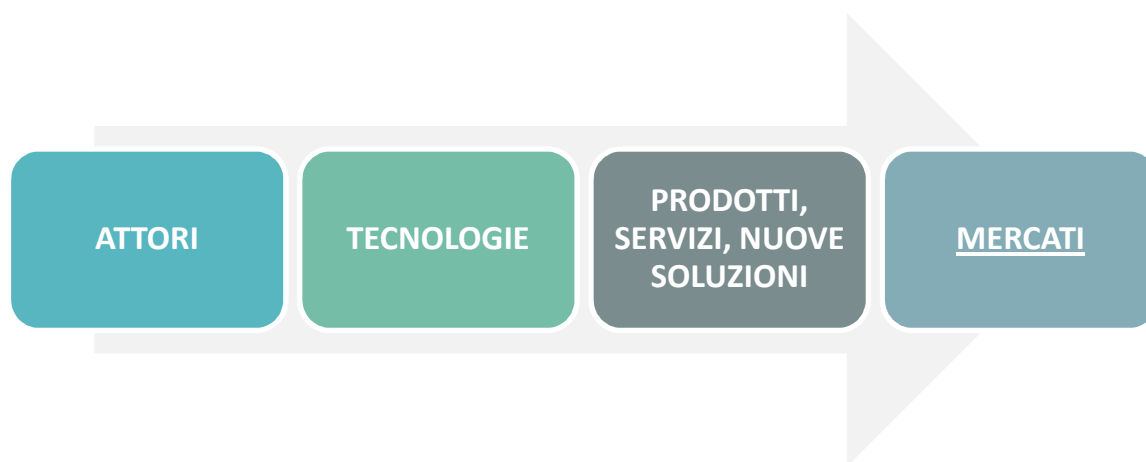 ATTORI
TECNOLOGIE
PRODOTTI,
SERVIZI, NUOVE
SOLUZIONI
MERCATI